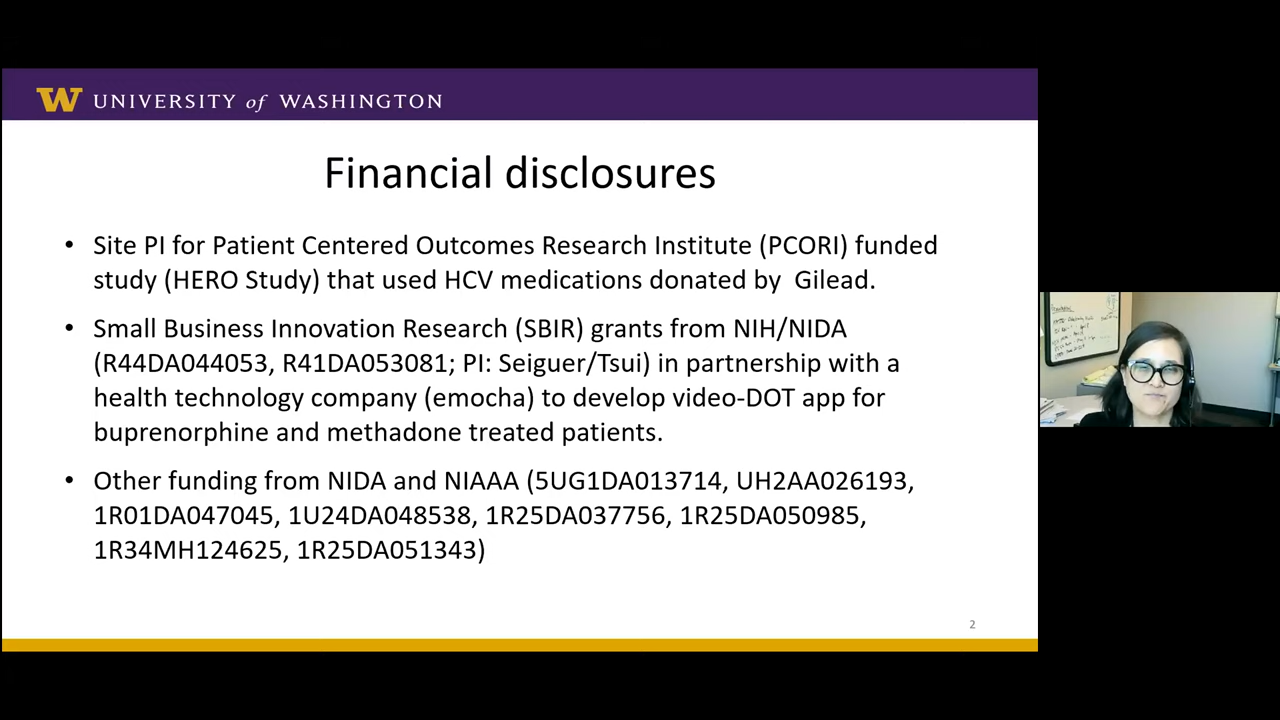 W UNIVERSITY of WASHINGTON
Financial disclosures
• Site PI for Patient Centered Outcomes Research Institute (PCORI) funded
study (HERO Study) that used HCV medications donated by Gilead.
• Small Business Innovation Research (SBIR) grants from NIH/NIDA
(R44DA044053, R41DA053081; PI: Seiguer/Tsui) in partnership with a
health technology company (emocha) to develop video-DOT app for
buprenorphine and methadone treated patients.
• Other funding from NIDA and NIAAA (5UG1DA013714, UH2AA026193,
1R01DA047045, 1U24DA048538, 1R25DA037756, 1R25DA050985,
1R34MH124625, 1R25DA051343)
2